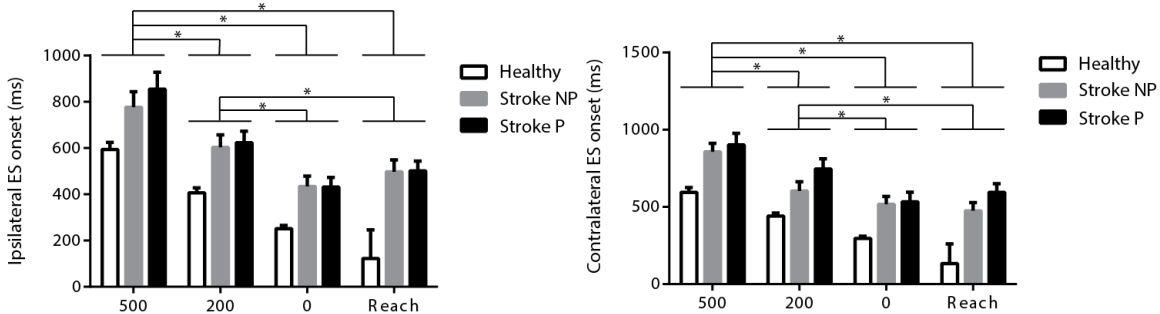 *
*
*
*
*
1000
800
600
400
200
0
Ipsilateral ES onset (ms)
500 200 0 Reach
Healthy
Stroke NP
Stroke P
*
*
*
*
*
1500
1000
500
0
Contralateral ES onset (ms)
500 200 0 Reach
Healthy
Stroke NP
Stroke P